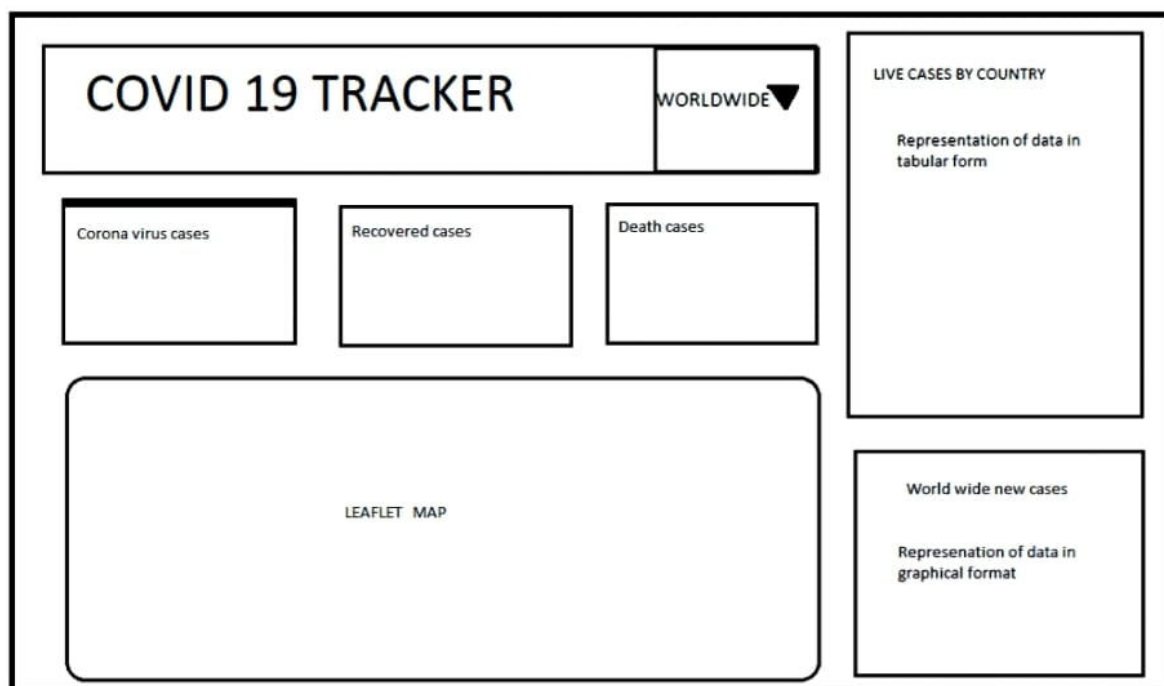 COVID 19 TRACKER
WORLDWIDE
LIVE CASES BY COUNTRY
Representation of data in
tabular form
Corona virus cases
Recovered cases
Death cases
LEAFLET MAP
World wide new cases
Represenation of data in
graphical format